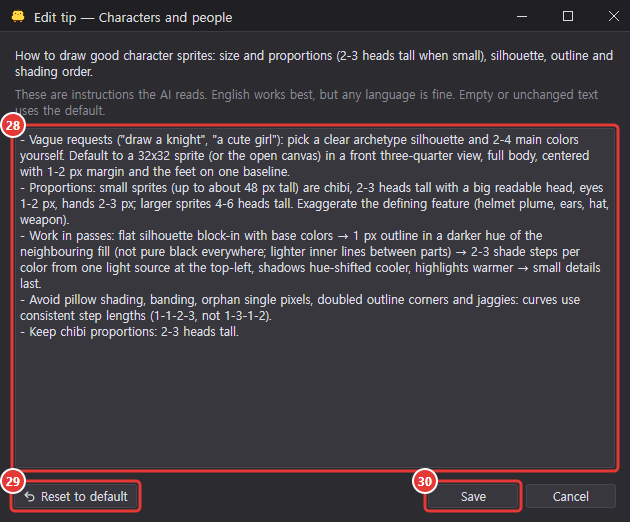 Edit tip — Characters and people
How to draw good character sprites: size and proportions (2-3 heads tall when small), silhouette, outline and
shading order.
These are instructions the AI reads. English works best, but any language is fine. Empty or unchanged text
uses the default.
28
- Vague requests ("draw a knight", "a cute girl"): pick a clear archetype silhouette and 2-4 main colors
yourself. Default to a 32x32 sprite (or the open canvas) in a front three-quarter view, full body, centered
with 1-2 px margin and the feet on one baseline.
- Proportions: small sprites (up to about 48 px tall) are chibi, 2-3 heads tall with a big readable head, eyes
1-2 px, hands 2-3 px; larger sprites 4-6 heads tall. Exaggerate the defining feature (helmet plume, ears, hat,
weapon).
- Work in passes: flat silhouette block-in with base colors → 1 px outline in a darker hue of the
neighbouring fill (not pure black everywhere; lighter inner lines between parts) → 2-3 shade steps per
color from one light source at the top-left, shadows hue-shifted cooler, highlights warmer → small details
last.
- Avoid pillow shading, banding, orphan single pixels, doubled outline corners and jaggies: curves use
consistent step lengths (1-1-2-3, not 1-3-1-2).
- Keep chibi proportions: 2-3 heads tall.
29
30
Reset to default
Save
Cancel